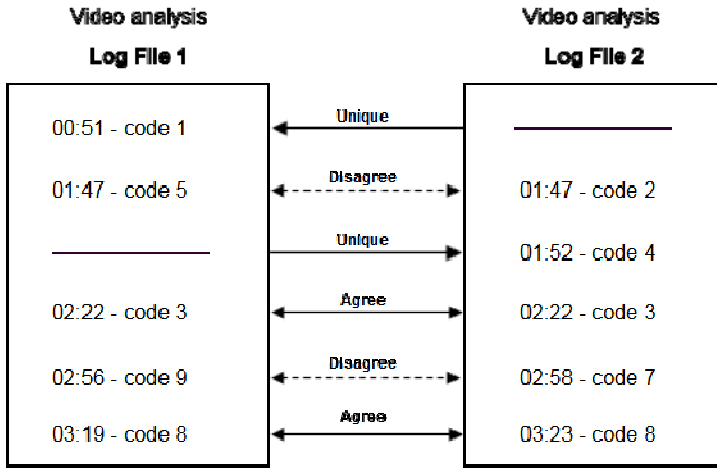 Video analysis
Log File 1
Video analysis
Log File 2
00:51 - code 1
Unique
01:47 - code 5
Disagree
01:47 - code 2
Unique
01:52 - code 4
02:22 - code 3
Agree
02:22 - code 3
02:56 - code 9
Disagree
02:58 - code 7
03:19 - code 8
Agree
03:23 - code 8